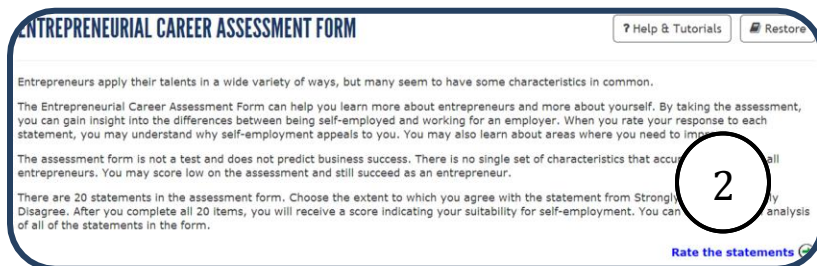 ENTREPRENEURIAL CAREER ASSESSMENT FORM
? Help & Tutorials
Restore
Entrepreneurs apply their talents in a wide variety of ways, but many seem to have some characteristics in common.
The Entrepreneurial Career Assessment Form can help you learn more about entrepreneurs and more about yourself. By taking the assessment,
you can gain insight into the differences between being self-employed and working for an employer. When you rate your response to each
statement, you may understand why self-employment appeals to you. You may also learn about areas where you need to
The assessment form is not a test and does not predict business success. There is no single set of characteristics that all
entrepreneurs. You may score low on the assessment and still succeed as an entrepreneur.
2
There are 20 statements in the assessment form. Choose the extent to which you agree with the statement from Strongly
Disagree. After you complete all 20 items, you will receive a score indicating your suitability for self-employment. You can analysis
of all of the statements in the form.
Rate the statements